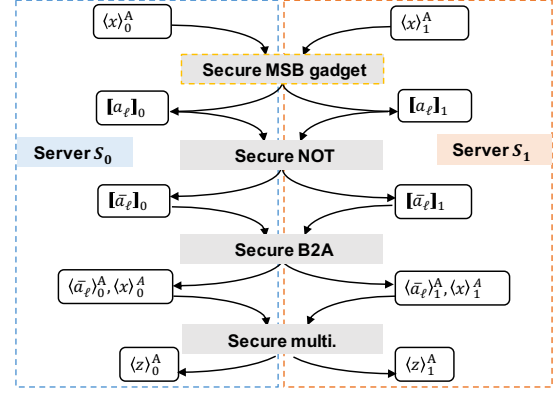 ⟨x⟩₀ᴬ ⟨x⟩₁ᴬ
Secure MSB gadget
⟦a_ℓ⟧₀ ⟦a_ℓ⟧₁
Server S₀ Secure NOT Server S₁
⟦ā_ℓ⟧₀ ⟦ā_ℓ⟧₁
Secure B2A
⟨ā_ℓ⟩₀ᴬ, ⟨x⟩₀ᴬ ⟨ā_ℓ⟩₁ᴬ, ⟨x⟩₁ᴬ
Secure multi.
⟨z⟩₀ᴬ ⟨z⟩₁ᴬ